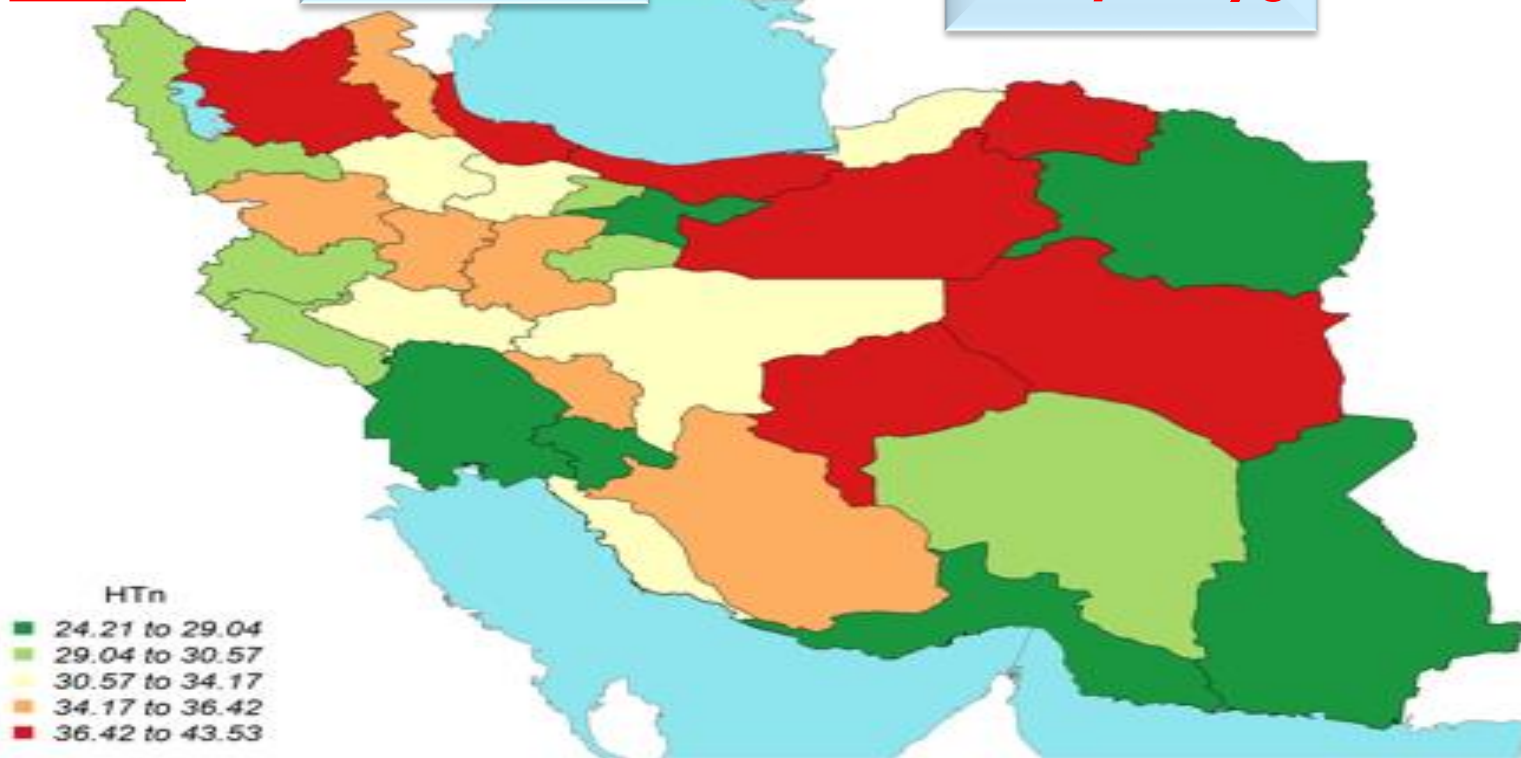 HTn
24.21 to 29.04
29.04 to 30.57
30.57 to 34.17
34.17 to 36.42
36.42 to 43.53